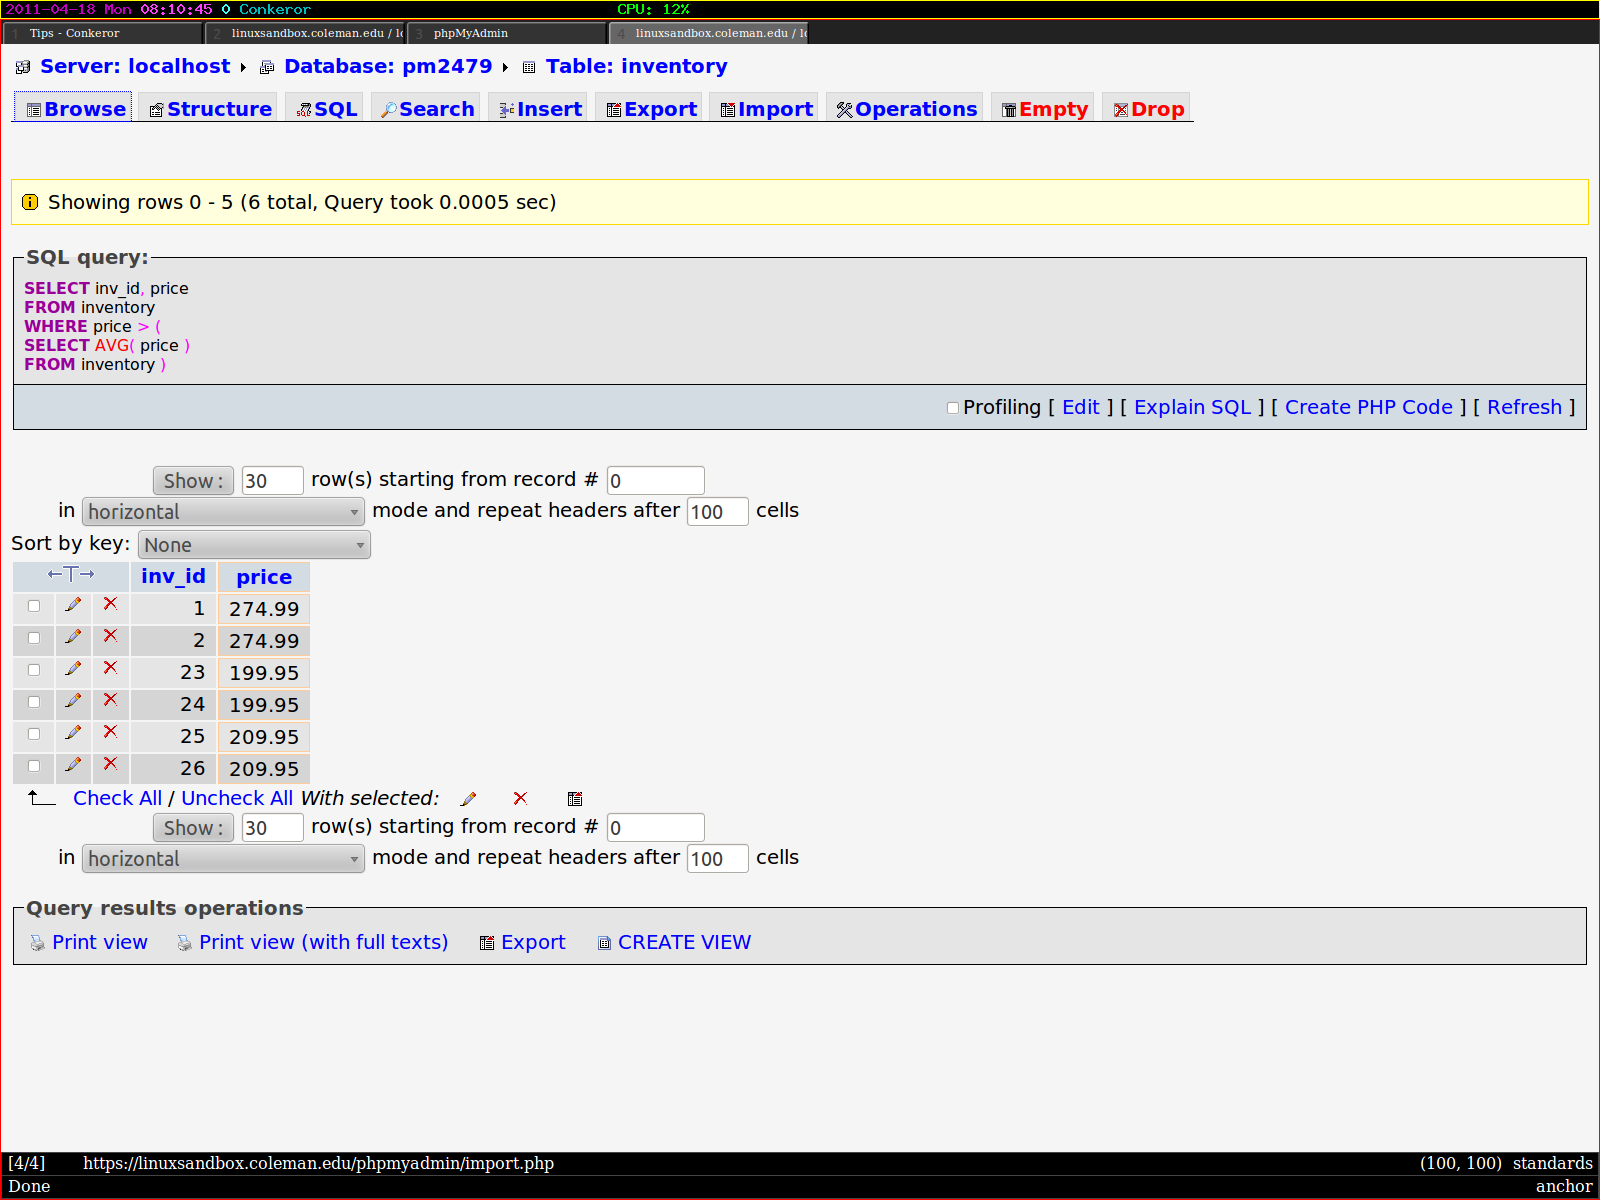 2011-04-18 Mon 08:10:45 0 Conkeror CPU: 12%
1 Tips - Conkeror 2 linuxsandbox.coleman.edu / lo 3 phpMyAdmin 4 linuxsandbox.coleman.edu / lo
Server: localhost Database: pm2479 Table: inventory
Browse Structure SQL Search Insert Export Import Operations Empty Drop
Showing rows 0 - 5 (6 total, Query took 0.0005 sec)
SQL query:
SELECT inv_id, price
FROM inventory
WHERE price > (
SELECT AVG( price )
FROM inventory )
Profiling [ Edit ] [ Explain SQL ] [ Create PHP Code ] [ Refresh ]
Show : 30 row(s) starting from record # 0
in horizontal mode and repeat headers after 100 cells
Sort by key: None
←T→ inv_id price
1 274.99
2 274.99
23 199.95
24 199.95
25 209.95
26 209.95
Check All / Uncheck All With selected:
Show : 30 row(s) starting from record # 0
in horizontal mode and repeat headers after 100 cells
Query results operations
Print view Print view (with full texts) Export CREATE VIEW
[4/4] https://linuxsandbox.coleman.edu/phpmyadmin/import.php (100, 100) standards
Done anchor